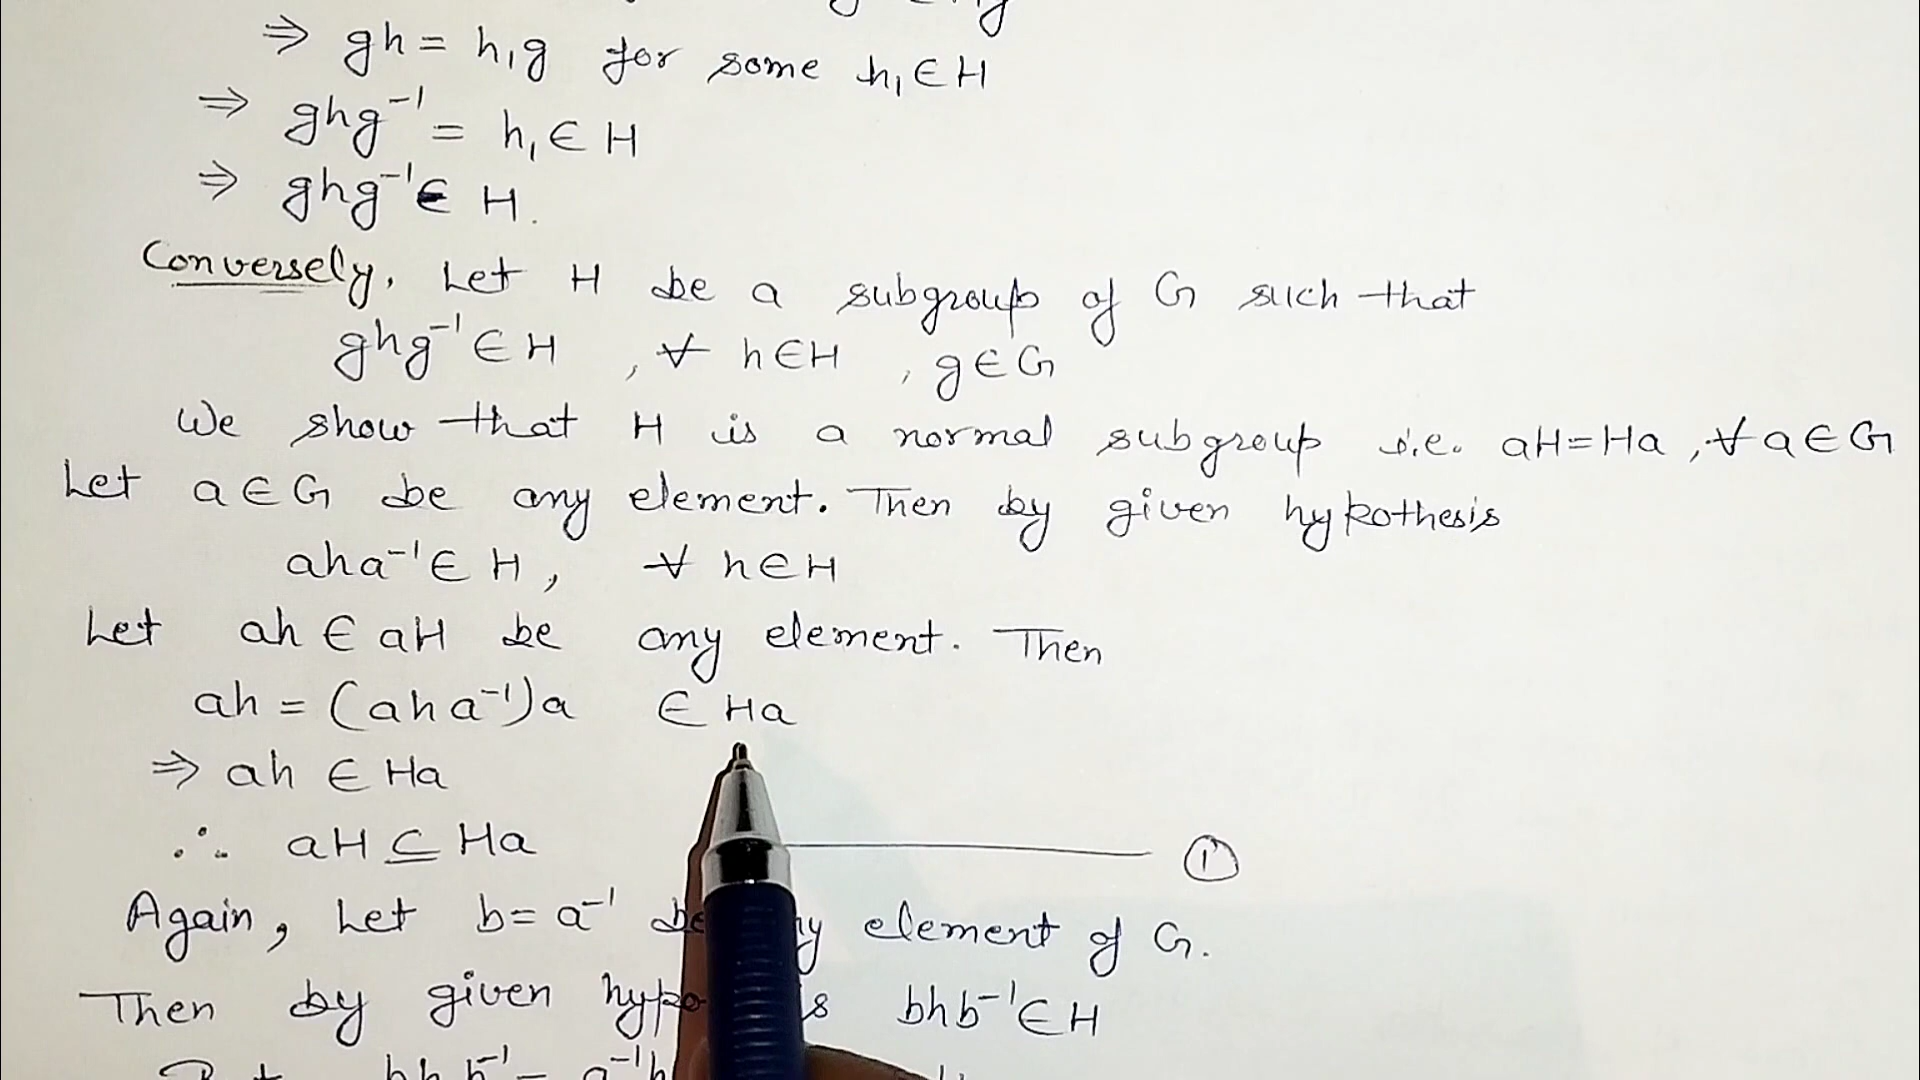 ⇒ gh = h₁g for some h₁ ∈ H
⇒ ghg⁻¹ = h₁ ∈ H
⇒ ghg⁻¹ ∈ H.
Conversely, Let H be a subgroup of G such that
ghg⁻¹ ∈ H , ∀ h∈H , g∈G
We show that H is a normal subgroup i.e. aH = Ha , ∀ a∈G
Let a∈G be any element. Then by given hypothesis
aha⁻¹ ∈ H , ∀ h∈H
Let ah ∈ aH be any element. Then
ah = (aha⁻¹)a ∈ Ha
⇒ ah ∈ Ha
∴ aH ⊆ Ha ①
Again, Let b = a⁻¹ element of G.
Then by given bhb⁻¹ ∈ H
bhb⁻¹ = a⁻¹h